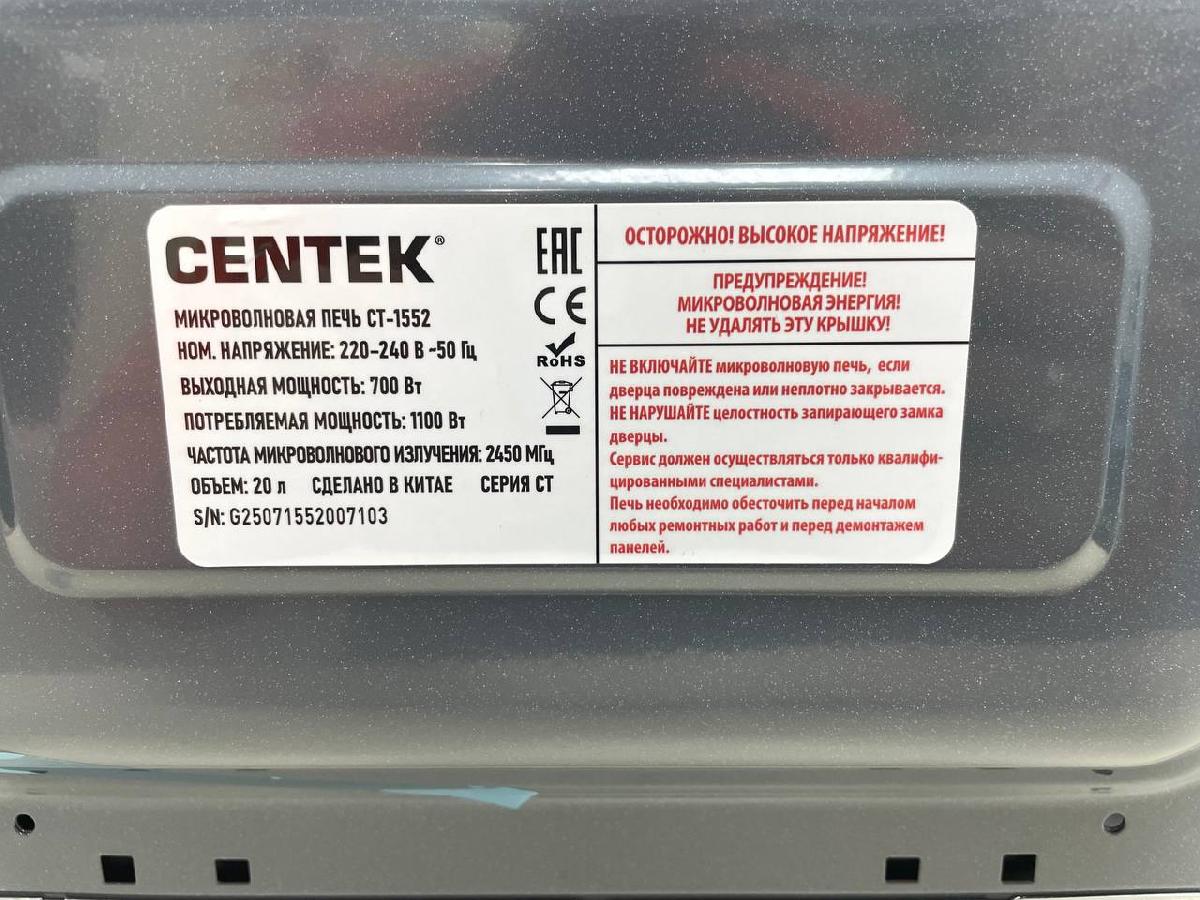 CENTEK®
МИКРОВОЛНОВАЯ ПЕЧЬ CT-1552
НОМ. НАПРЯЖЕНИЕ: 220-240 В ~50 Гц
ВЫХОДНАЯ МОЩНОСТЬ: 700 Вт
ПОТРЕБЛЯЕМАЯ МОЩНОСТЬ: 1100 Вт
ЧАСТОТА МИКРОВОЛНОВОГО ИЗЛУЧЕНИЯ: 2450 МГц
ОБЪЕМ: 20 л СДЕЛАНО В КИТАЕ СЕРИЯ CT
S/N: G25071552007103
EAC
CE
RoHS
ОСТОРОЖНО! ВЫСОКОЕ НАПРЯЖЕНИЕ!
ПРЕДУПРЕЖДЕНИЕ!
МИКРОВОЛНОВАЯ ЭНЕРГИЯ!
НЕ УДАЛЯТЬ ЭТУ КРЫШКУ!
НЕ ВКЛЮЧАЙТЕ микроволновую печь, если
дверца повреждена или неплотно закрывается.
НЕ НАРУШАЙТЕ целостность запирающего замка
дверцы.
Сервис должен осуществляться только квалифи-
цированными специалистами.
Печь необходимо обесточить перед началом
любых ремонтных работ и перед демонтажем
панелей.